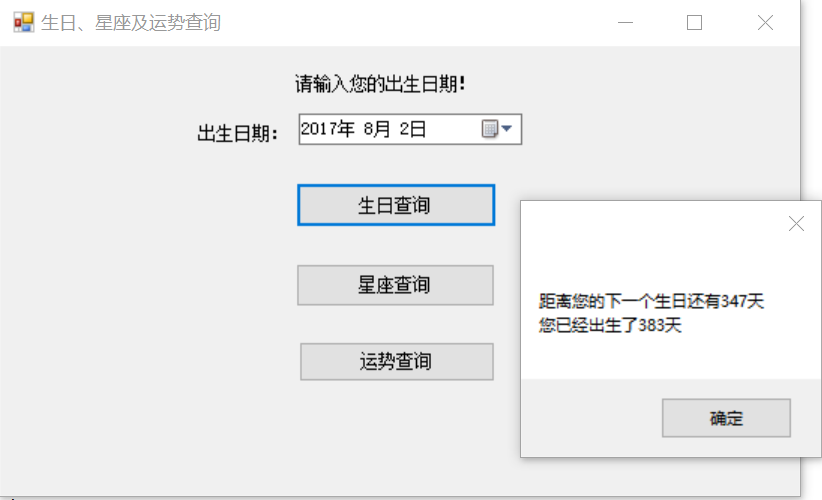 生日、星座及运势查询
请输入您的出生日期!
出生日期：
2017年 8月 2日
生日查询
星座查询
运势查询
距离您的下一个生日还有347天
您已经出生了383天
确定